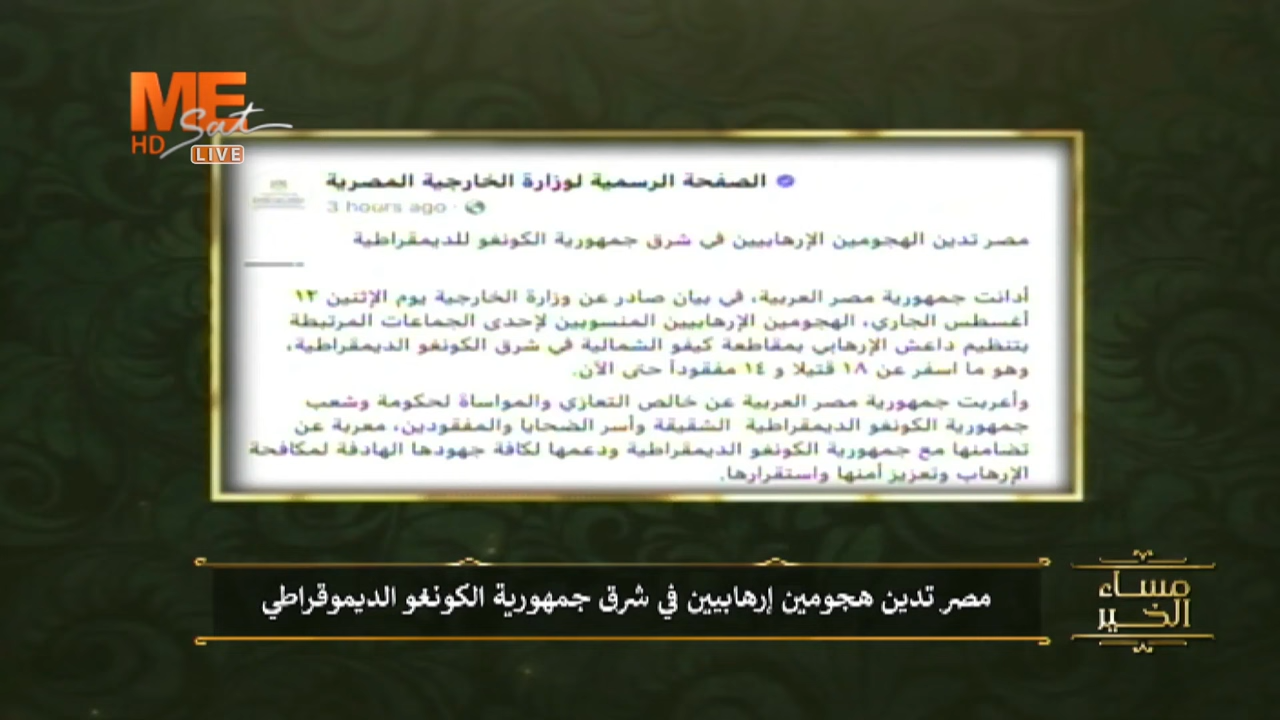 ME
Sat
HD
LIVE
الصفحة الرسمية لوزارة الخارجية المصرية
3 hours ago ·
مصر تدين الهجومين الإرهابيين في شرق جمهورية الكونغو للديمقراطية
أدانت جمهورية مصر العربية، في بيان صادر عن وزارة الخارجية يوم الإثنين ١٢
أغسطس الجاري، الهجومين الإرهابيين المنسوبين لإحدى الجماعات المرتبطة
بتنظيم داعش الإرهابي بمقاطعة كيفو الشمالية في شرق الكونغو الديمقراطية،
وهو ما اسفر عن ١٨ قتيلا و ١٤ مفقوداً حتى الآن.
وأعربت جمهورية مصر العربية عن خالص التعازي والمواساة لحكومة وشعب
جمهورية الكونغو الديمقراطية الشقيقة وأسر الضحايا والمفقودين، معربة عن
تضامنها مع جمهورية الكونغو الديمقراطية ودعمها لكافة جهودها الهادفة لمكافحة
الإرهاب وتعزيز أمنها واستقرارها.
مصر تدين هجومين إرهابيين في شرق جمهورية الكونغو الديموقراطي
مساء
الخير